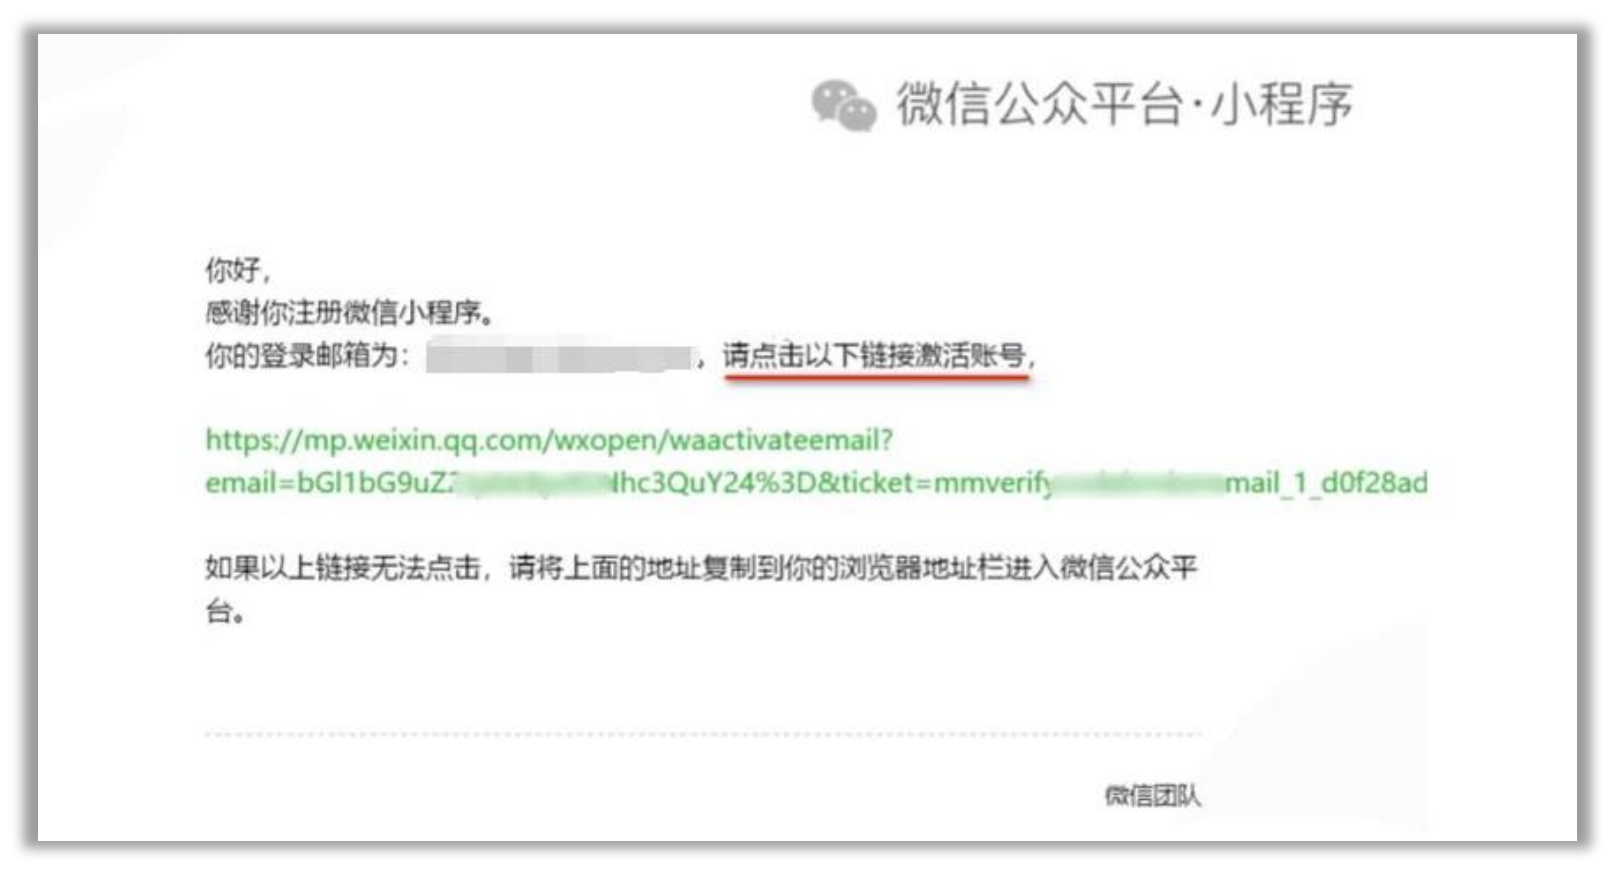 微信公众平台·小程序
你好，
感谢你注册微信小程序。
你的登录邮箱为： ，请点击以下链接激活账号，
https://mp.weixin.qq.com/wxopen/waactivateemail?
email=bGl1bG9uZ lhc3QuY24%3D&ticket=mmverify mail_1_d0f28ad
如果以上链接无法点击，请将上面的地址复制到你的浏览器地址栏进入微信公众平
台。
微信团队